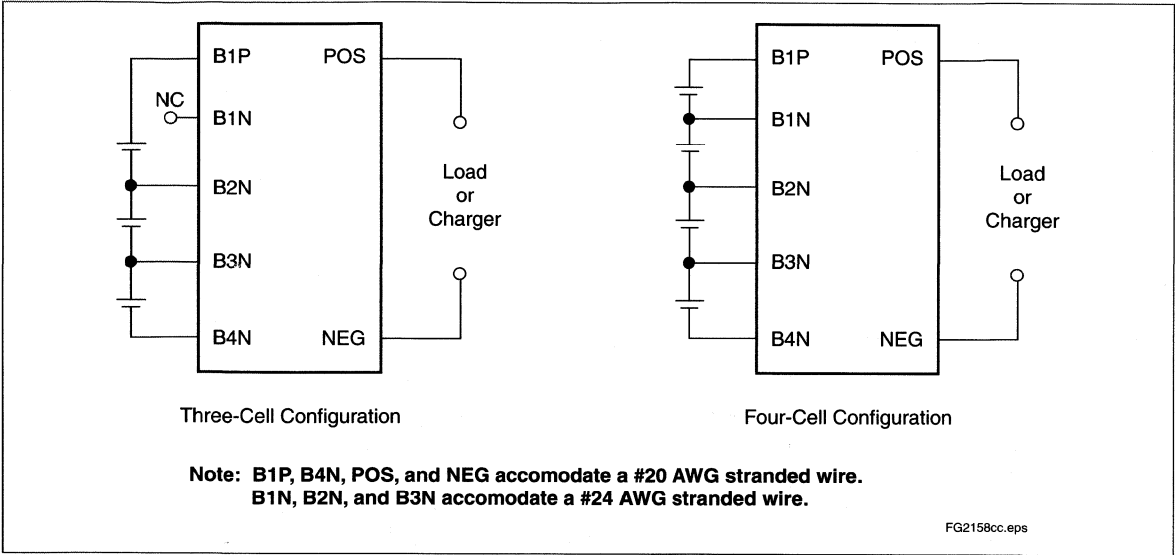 B1P POS
NC
B1N
B2N
B3N
B4N NEG
Load
or
Charger
Three-Cell Configuration
B1P POS
B1N
B2N
B3N
B4N NEG
Load
or
Charger
Four-Cell Configuration
Note: B1P, B4N, POS, and NEG accomodate a #20 AWG stranded wire.
B1N, B2N, and B3N accomodate a #24 AWG stranded wire.
FG2158cc.eps